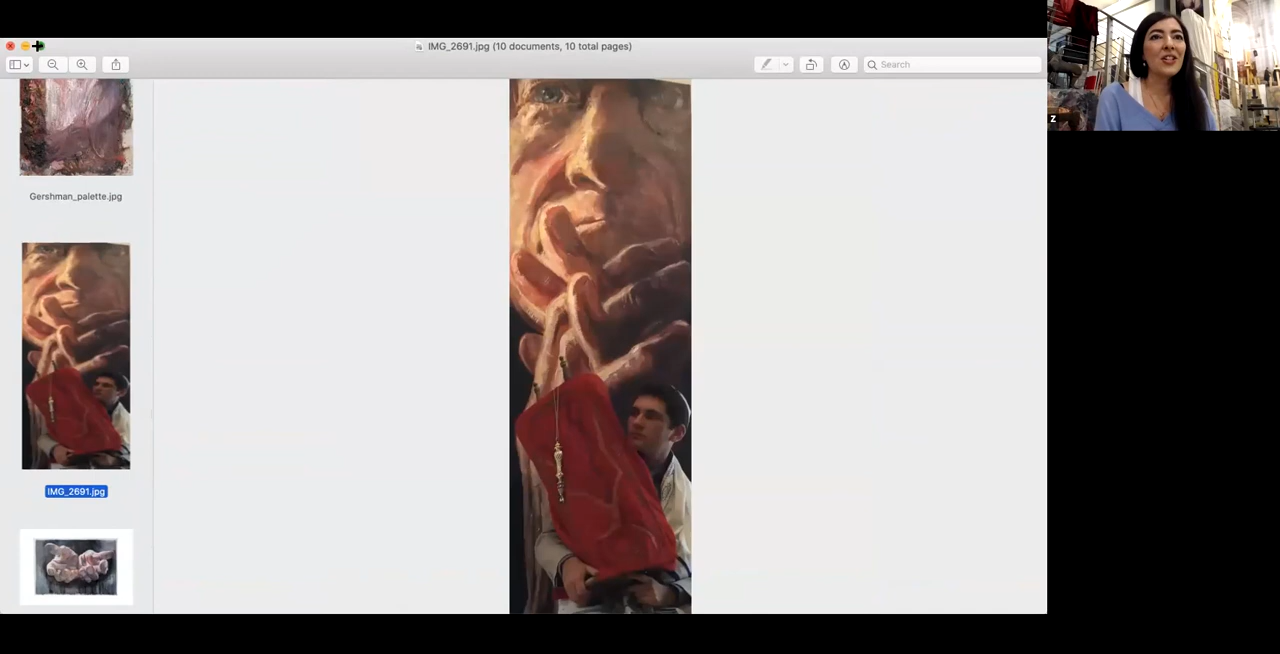 IMG_2691.jpg (10 documents, 10 total pages)
Search
Gershman_palette.jpg
IMG_2691.jpg
Z